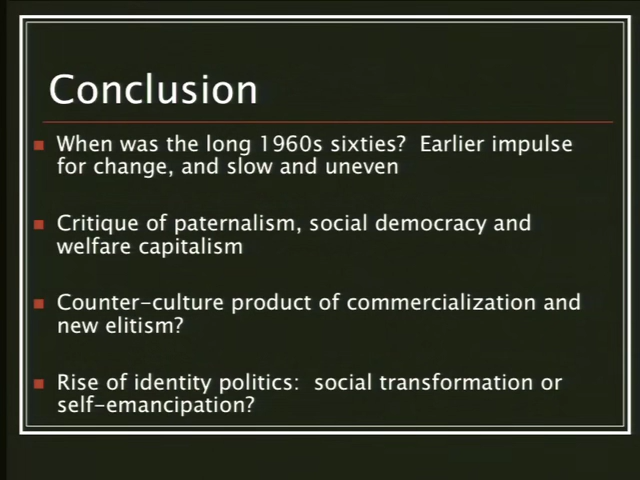 Conclusion
When was the long 1960s sixties?  Earlier impulse
for change, and slow and uneven
Critique of paternalism, social democracy and
welfare capitalism
Counter-culture product of commercialization and
new elitism?
Rise of identity politics:  social transformation or
self-emancipation?